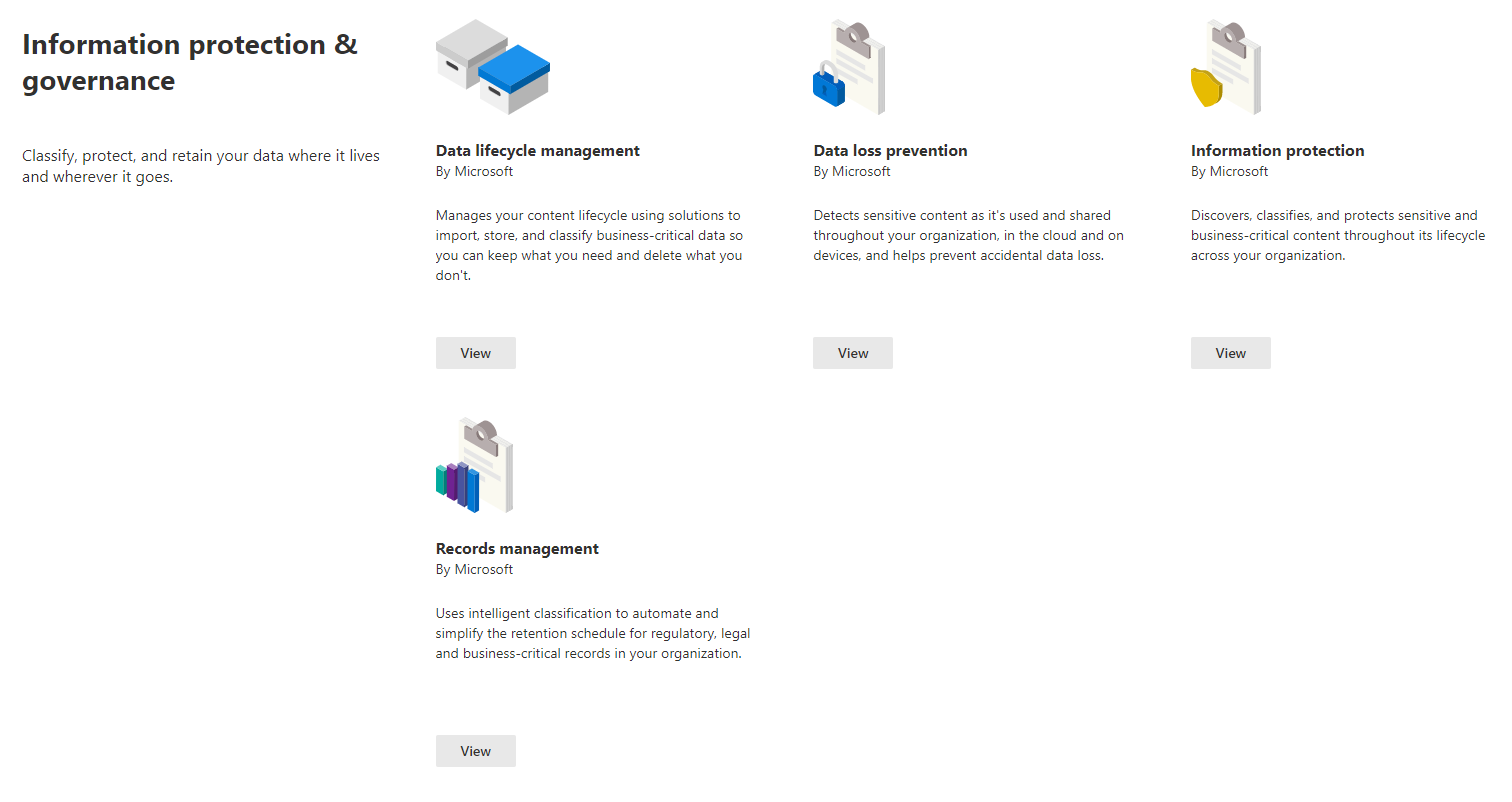 Information protection &
governance
Classify, protect, and retain your data where it lives
and wherever it goes.
Data lifecycle management
By Microsoft
Manages your content lifecycle using solutions to
import, store, and classify business-critical data so
you can keep what you need and delete what you
don't.
View
Data loss prevention
By Microsoft
Detects sensitive content as it's used and shared
throughout your organization, in the cloud and on
devices, and helps prevent accidental data loss.
View
Information protection
By Microsoft
Discovers, classifies, and protects sensitive and
business-critical content throughout its lifecycle
across your organization.
View
Records management
By Microsoft
Uses intelligent classification to automate and
simplify the retention schedule for regulatory, legal
and business-critical records in your organization.
View